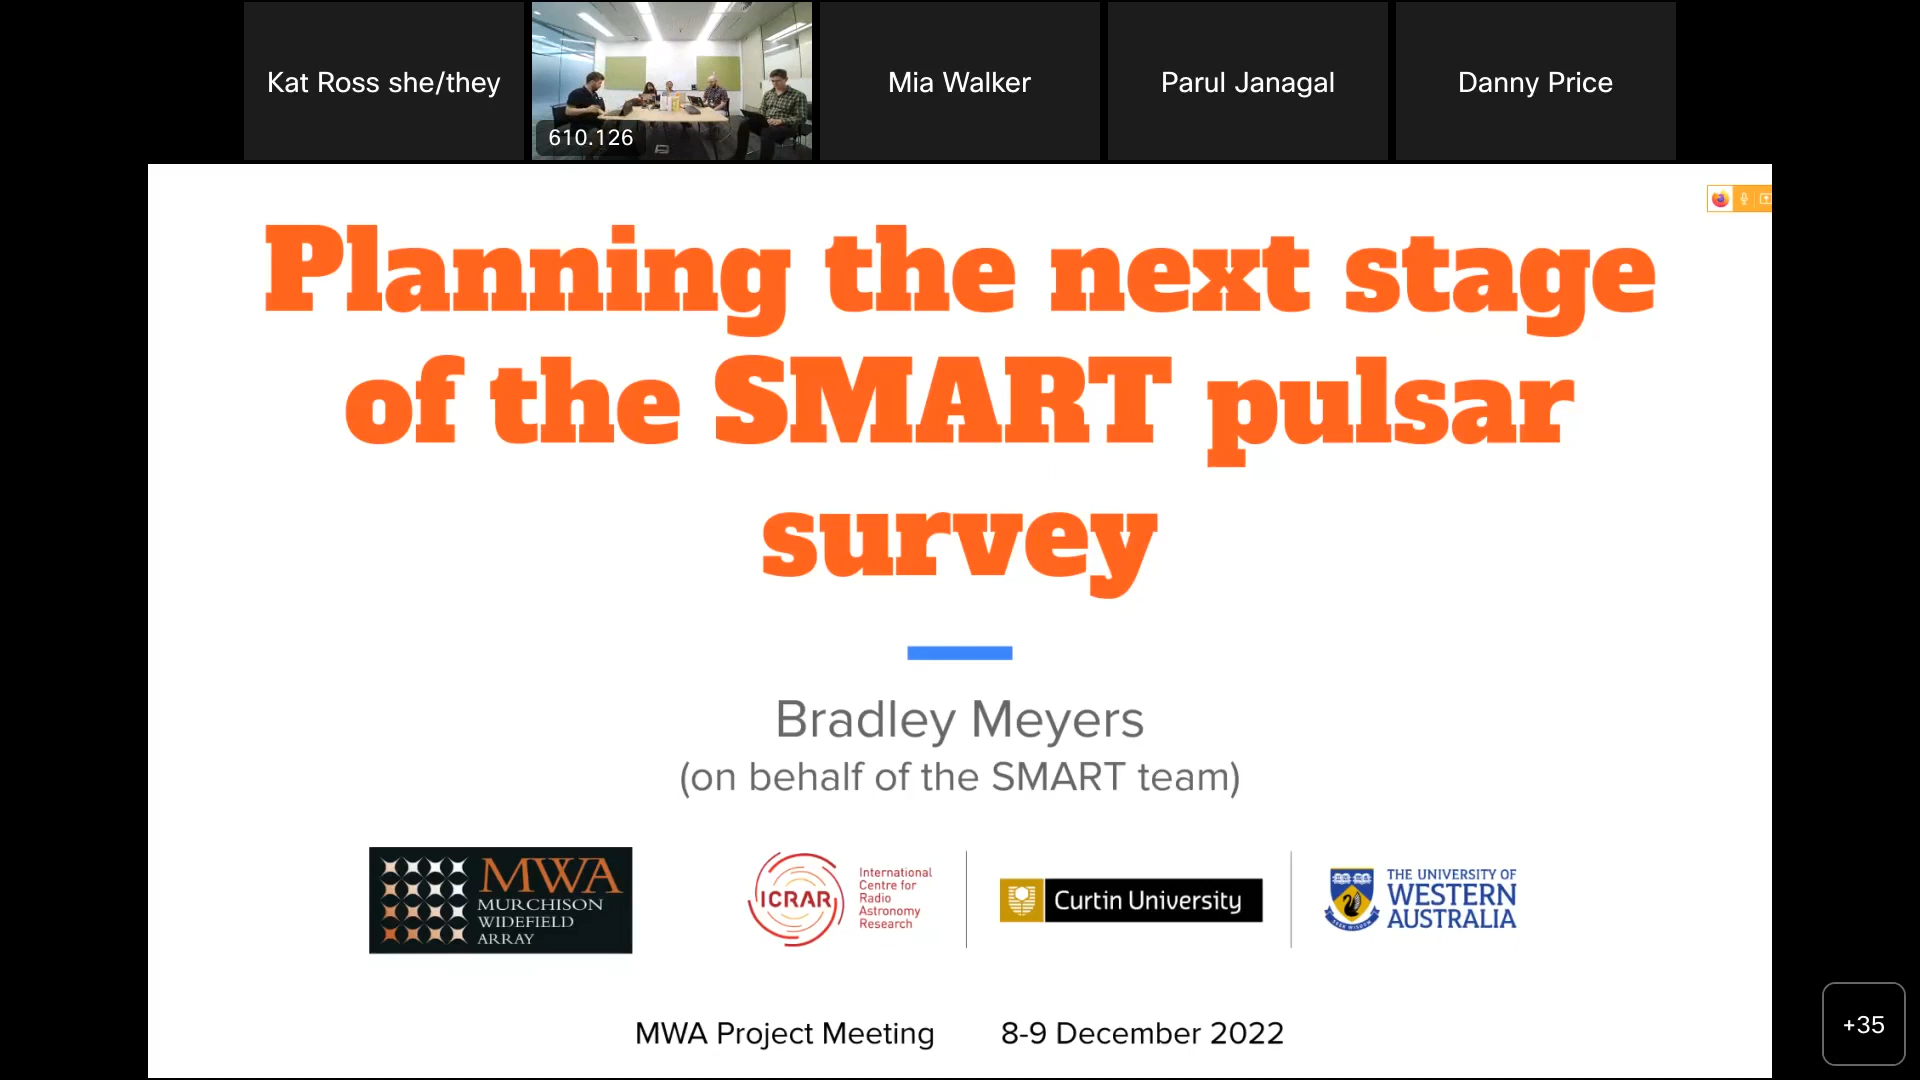 Kat Ross she/they
610.126
Mia Walker
Parul Janagal
Danny Price
Planning the next stage
of the SMART pulsar
survey
Bradley Meyers
(on behalf of the SMART team)
MWA
MURCHISON
WIDEFIELD
ARRAY
ICRAR
International
Centre for
Radio
Astronomy
Research
Curtin University
THE UNIVERSITY OF
WESTERN
AUSTRALIA
MWA Project Meeting 8-9 December 2022
+35